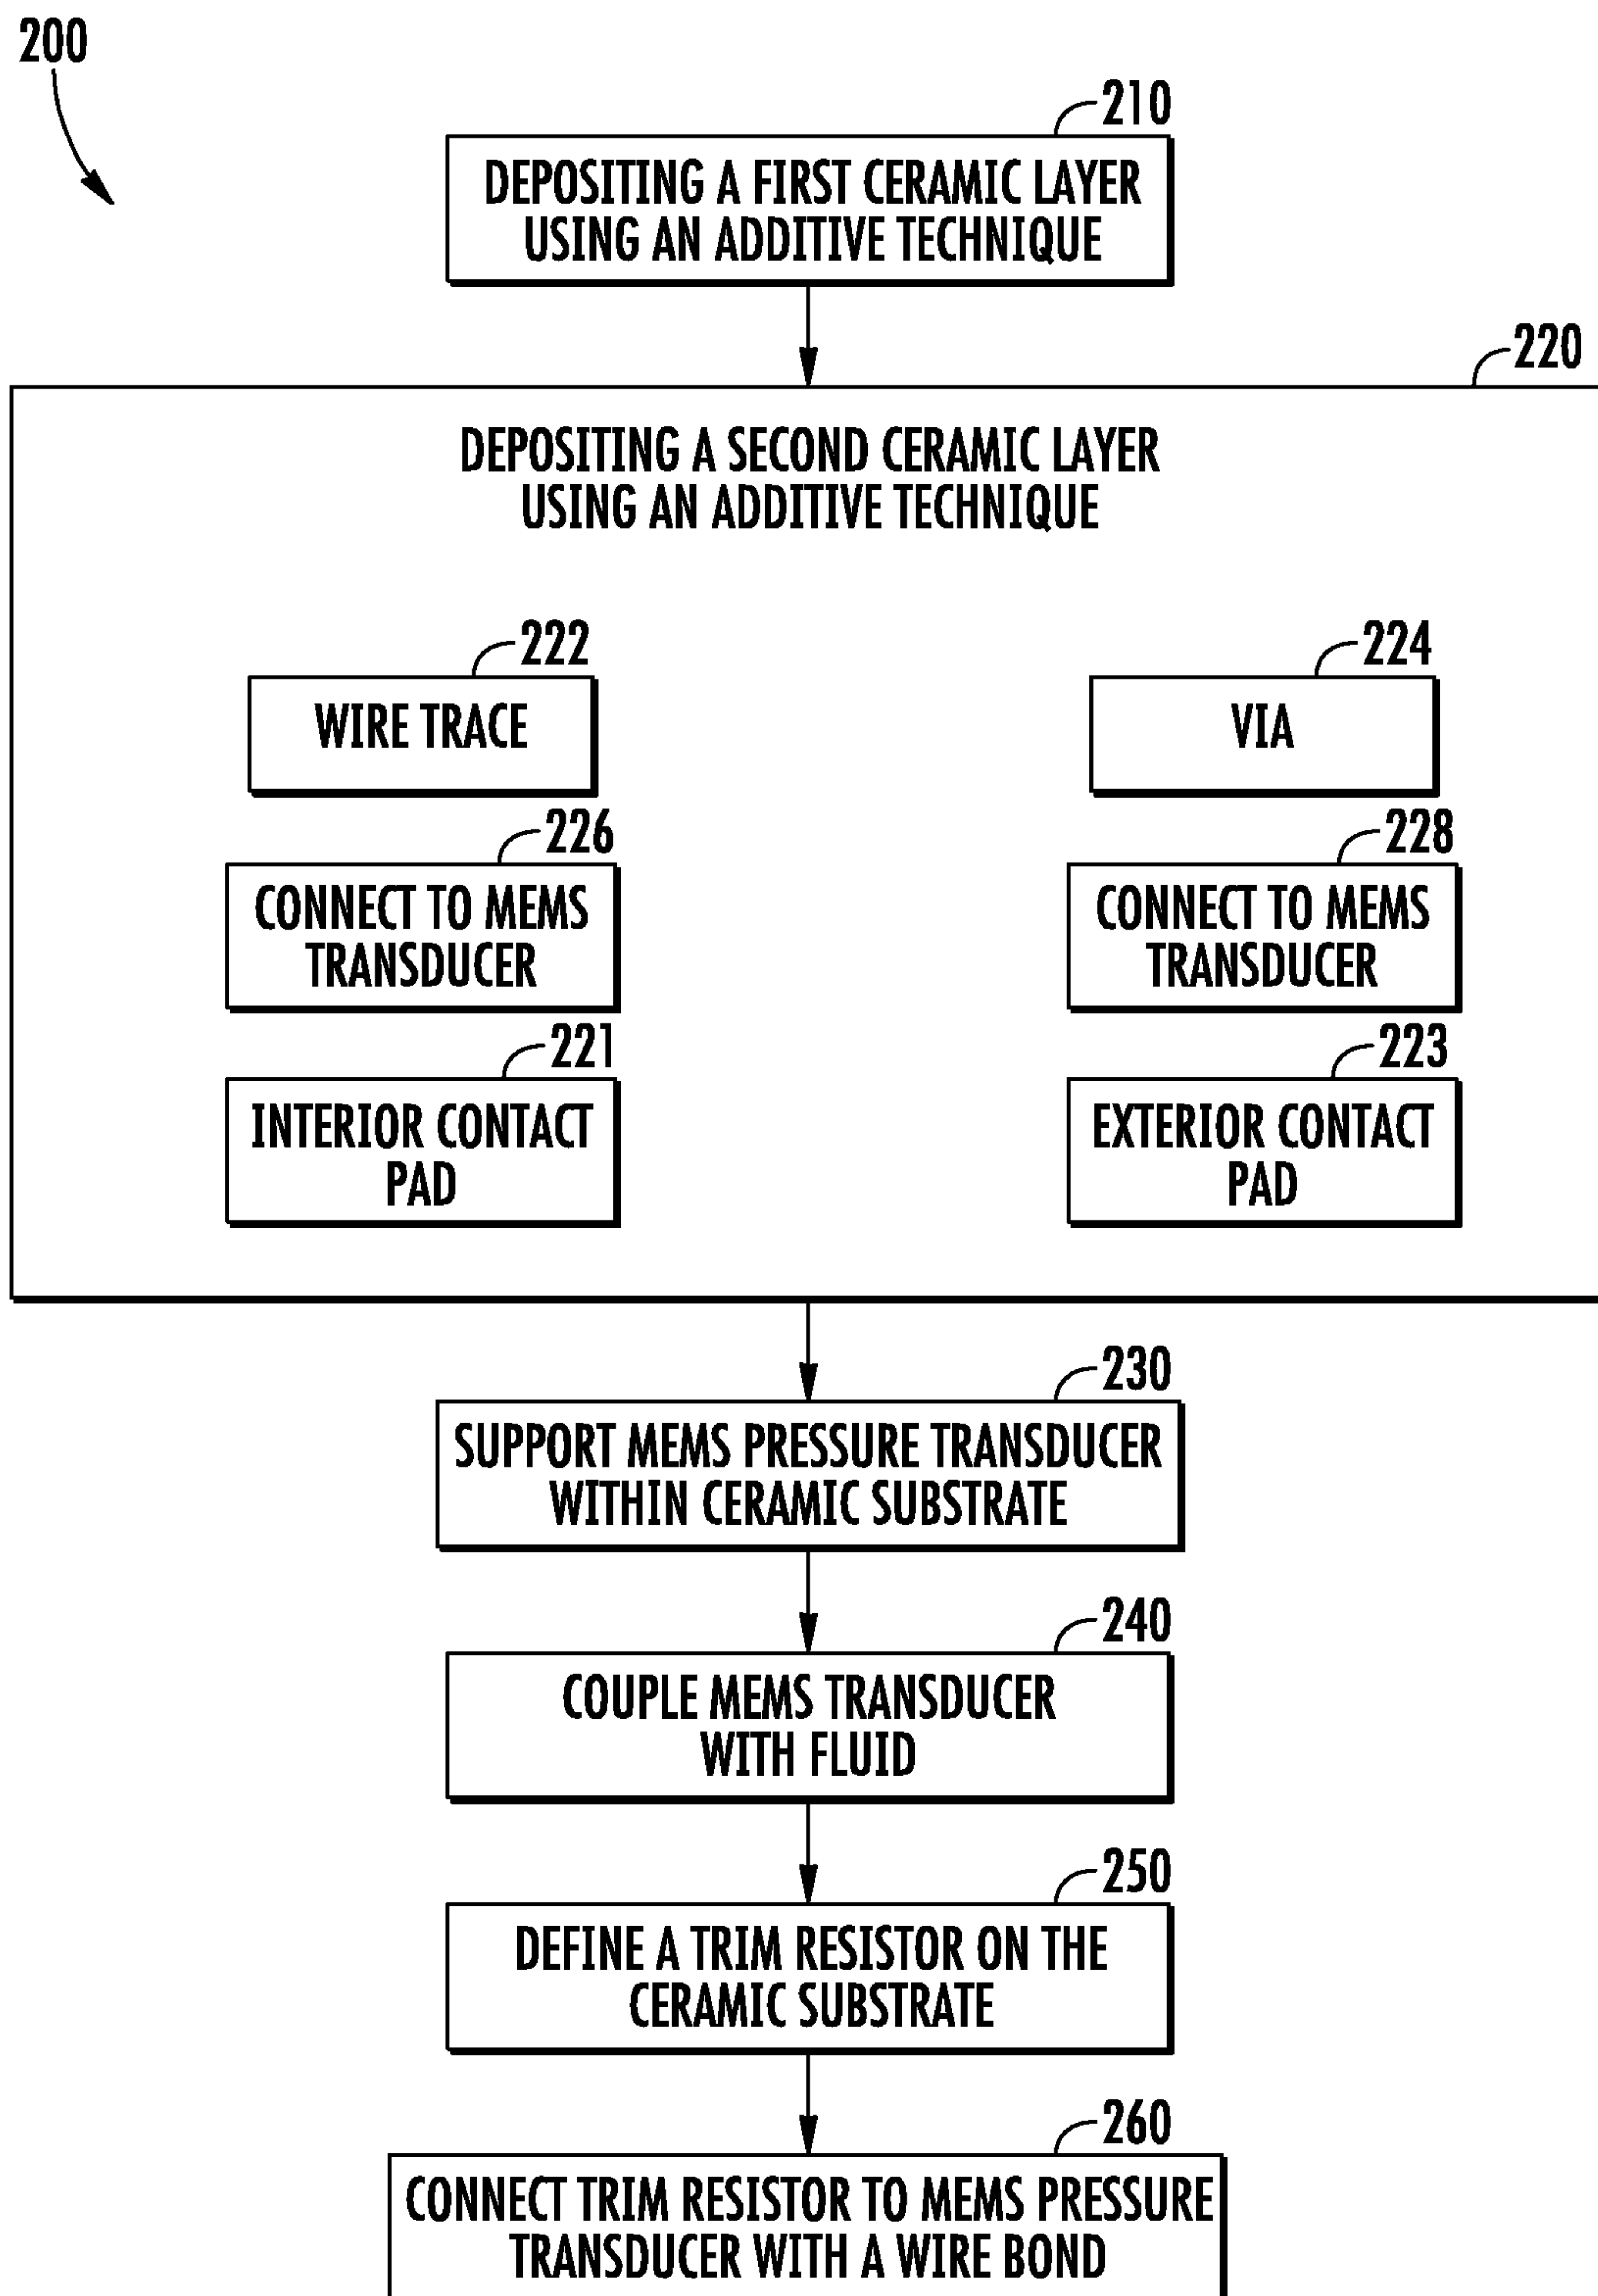 200
210
DEPOSITING A FIRST CERAMIC LAYER
USING AN ADDITIVE TECHNIQUE
220
DEPOSITING A SECOND CERAMIC LAYER
USING AN ADDITIVE TECHNIQUE
222
WIRE TRACE
224
VIA
226
CONNECT TO MEMS
TRANSDUCER
228
CONNECT TO MEMS
TRANSDUCER
221
INTERIOR CONTACT
PAD
223
EXTERIOR CONTACT
PAD
230
SUPPORT MEMS PRESSURE TRANSDUCER
WITHIN CERAMIC SUBSTRATE
240
COUPLE MEMS TRANSDUCER
WITH FLUID
250
DEFINE A TRIM RESISTOR ON THE
CERAMIC SUBSTRATE
260
CONNECT TRIM RESISTOR TO MEMS PRESSURE
TRANSDUCER WITH A WIRE BOND